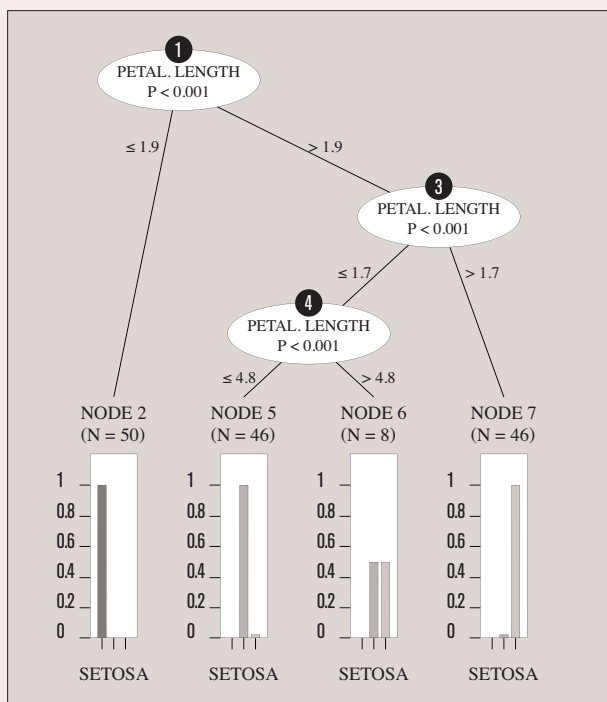 1
PETAL. LENGTH
P < 0.001
≤ 1.9
> 1.9
3
PETAL. LENGTH
P < 0.001
≤ 1.7
> 1.7
4
PETAL. LENGTH
P < 0.001
≤ 4.8
> 4.8
NODE 2
(N = 50)
1
0.8
0.6
0.4
0.2
0
SETOSA
NODE 5
(N = 46)
1
0.8
0.6
0.4
0.2
0
SETOSA
NODE 6
(N = 8)
1
0.8
0.6
0.4
0.2
0
SETOSA
NODE 7
(N = 46)
1
0.8
0.6
0.4
0.2
0
SETOSA